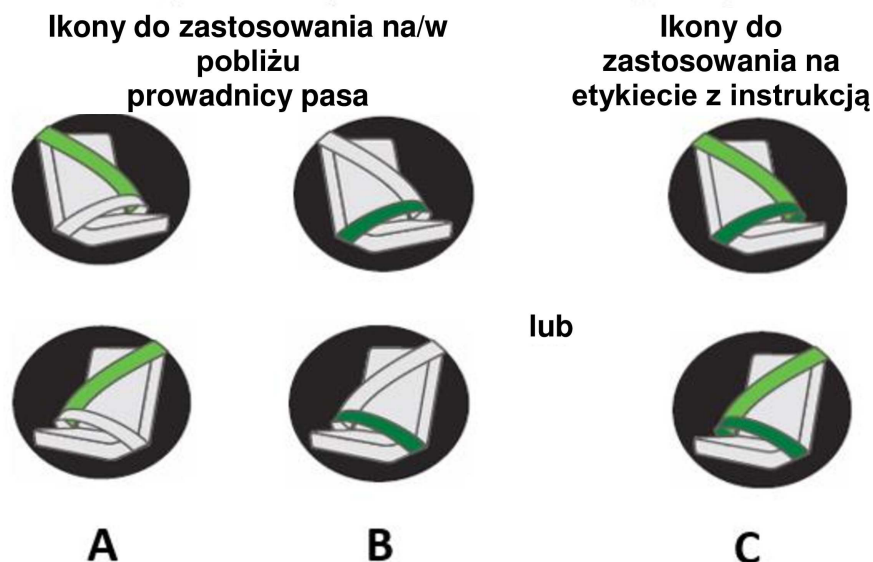 Ikony do zastosowania na/w
pobliżu
prowadnicy pasa
Ikony do
zastosowania na
etykiecie z instrukcją
lub
A
B
C